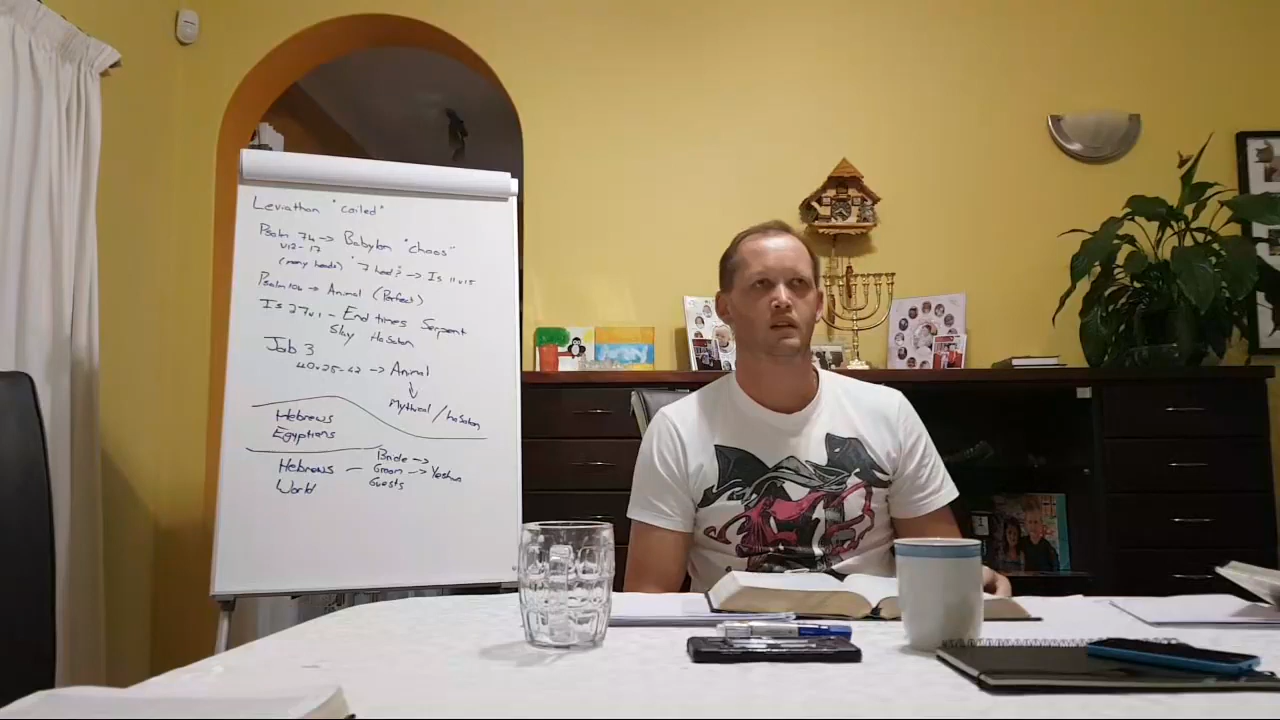 Leviathan "coiled"
Psalm 74 → Babylon "chaos"
v12-17
(many heads) "7 head? → Is 11v15
Psalm 104 → Animal (Perfect)
Is 27v1 - End times Serpent
Slay HaSatan
Job 3
40v25-42 → Animal
Mythical / HaSatan
Hebrews
Egyptians
Hebrews - Bride →
Groom → Yeshua
World Guests